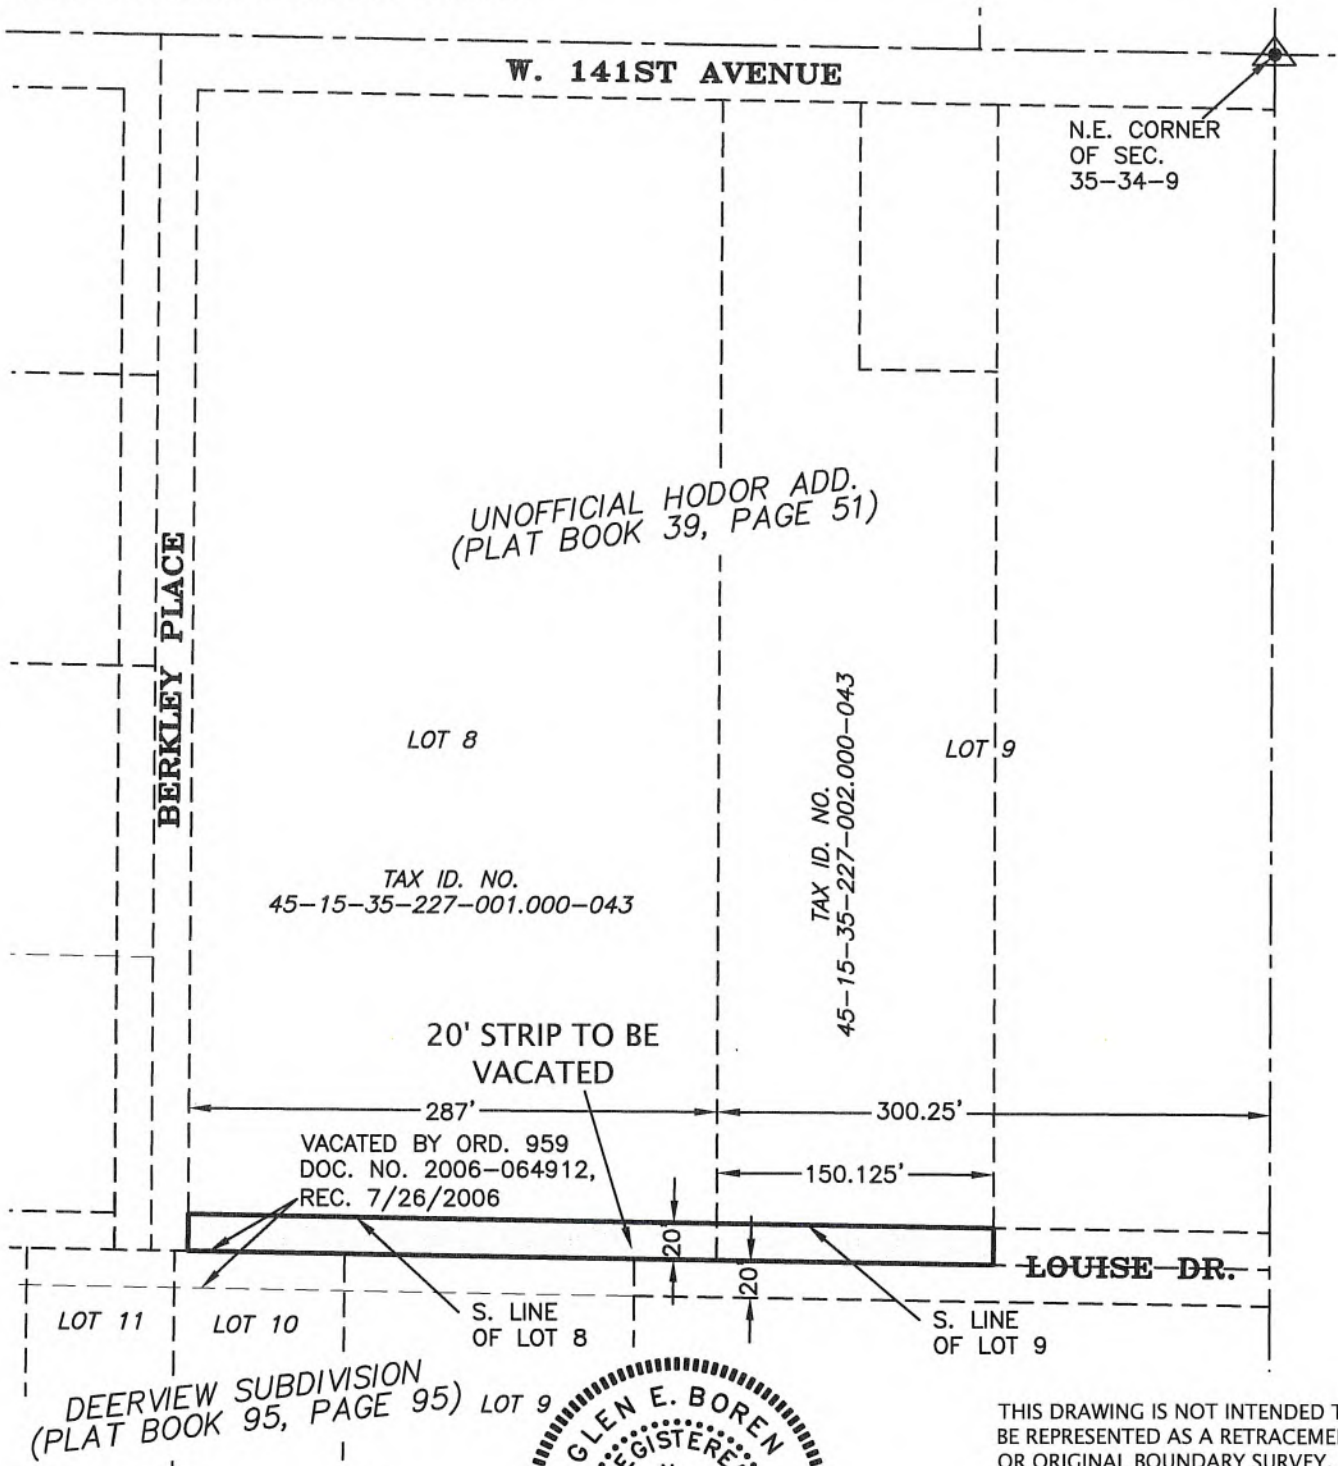 W. 141ST AVENUE
N.E. CORNER
OF SEC.
35-34-9
UNOFFICIAL HODOR ADD.
(PLAT BOOK 39, PAGE 51)
BERKLEY PLACE
LOT 8
LOT 9
TAX ID. NO.
45-15-35-227-002.000-043
TAX ID. NO.
45-15-35-227-001.000-043
20' STRIP TO BE
VACATED
287'
300.25'
VACATED BY ORD. 959
DOC. NO. 2006-064912,
REC. 7/26/2006
150.125'
20'
20'
LOUISE DR.
LOT 11
LOT 10
S. LINE
OF LOT 8
S. LINE
OF LOT 9
DEERVIEW SUBDIVISION
(PLAT BOOK 95, PAGE 95)
LOT 9
GLEN E. BOREN
THIS DRAWING IS NOT INTENDED
BE REPRESENTED AS A
OR ORIGINAL BOUNDARY SURVEY